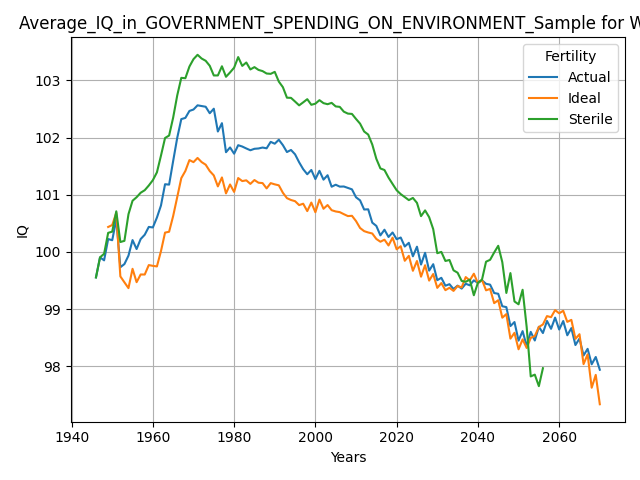 Average_IQ_in_GOVERNMENT_SPENDING_ON_ENVIRONMENT_Sample for W
Fertility
Actual
Ideal
Sterile
IQ
103
102
101
100
99
98
1940 1960 1980 2000 2020 2040 2060
Years